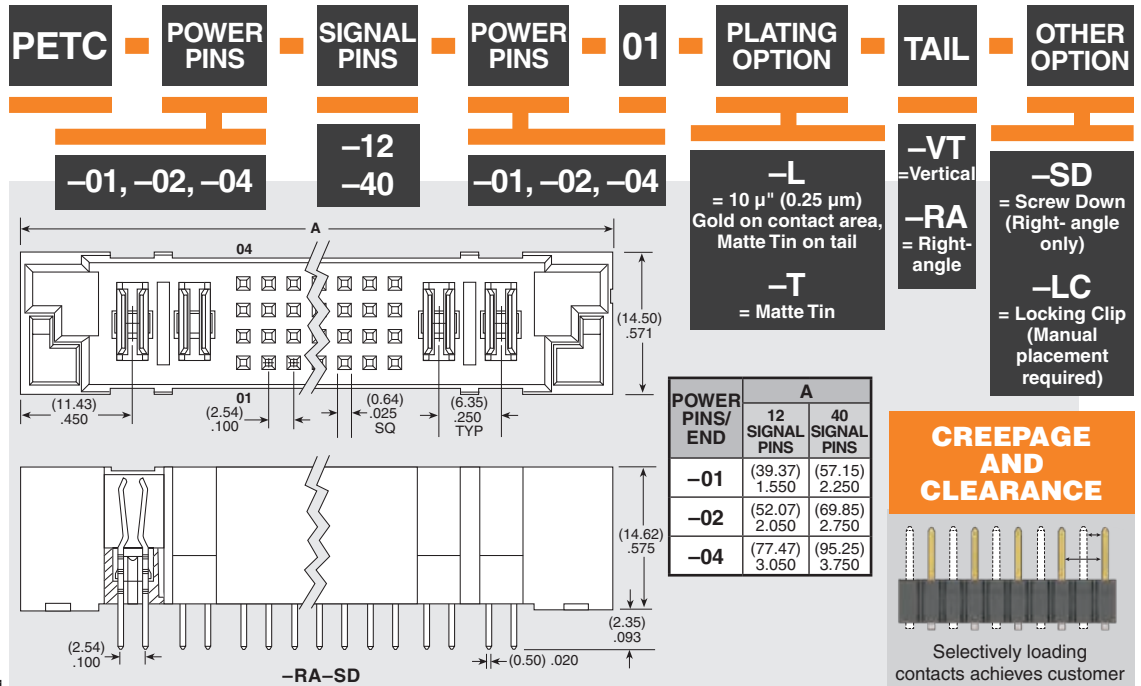 PETC
POWER
PINS
SIGNAL
PINS
POWER
PINS
01
PLATING
OPTION
TAIL
OTHER
OPTION
–01, –02, –04
–12
–40
–01, –02, –04
–L
= 10 µ" (0.25 µm)
Gold on contact area,
Matte Tin on tail
–T
= Matte Tin
–VT
=Vertical
–RA
= Right-
angle
–SD
= Screw Down
(Right- angle
only)
–LC
= Locking Clip
(Manual
placement
required)
A
04
01
(14.50)
.571
(11.43)
.450
(2.54)
.100
(0.64)
.025
SQ
(6.35)
.250
TYP
(14.62)
.575
(2.35)
.093
(2.54)
.100
(0.50) .020
–RA–SD
POWER
PINS/
END
A
12
SIGNAL
PINS
40
SIGNAL
PINS
–01
(39.37)
1.550
(57.15)
2.250
–02
(52.07)
2.050
(69.85)
2.750
–04
(77.47)
3.050
(95.25)
3.750
CREEPAGE
AND
CLEARANCE
Selectively loading
contacts achieves customer